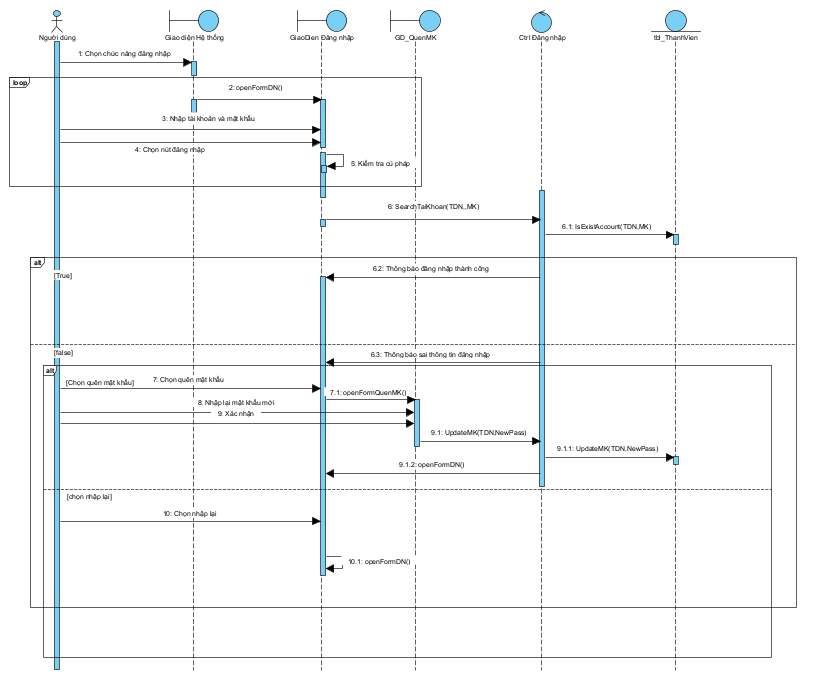 Người dùng
Giao diện Hệ thống
GiaoDien Đăng nhập
GD_QuenMK
Ctrl Đăng nhập
tbl_ThanhVien
1: Chọn chức năng đăng nhập
loop
2: openFormDN()
3: Nhập tài khoản và mật khẩu
4: Chọn nút đăng nhập
5: Kiểm tra cú pháp
6: SearchTaiKhoan(TDN,,MK)
6.1: IsExistAccount(TDN,MK)
alt
[True]
6.2: Thông báo đăng nhập thành công
[false]
6.3: Thông báo sai thông tin đăng nhập
alt
[Chọn quên mật khẩu]
7: Chọn quên mật khẩu
7.1: openFormQuenMK()
8: Nhập lại mật khẩu mới
9: Xác nhận
9.1: UpdateMK(TDN,NewPass)
9.1.1: UpdateMK(TDN,NewPass)
9.1.2: openFormDN()
[chọn nhập lại]
10: Chọn nhập lại
10.1: openFormDN()